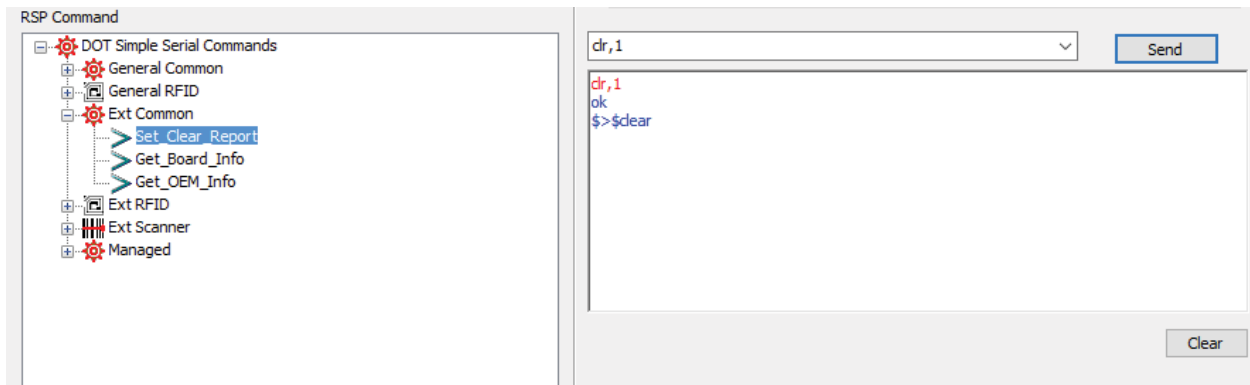 RSP Command
DOT Simple Serial Commands
General Common
General RFID
Ext Common
Set_Clear_Report
Get_Board_Info
Get_OEM_Info
Ext RFID
Ext Scanner
Managed
clr,1
Send
clr,1
ok
$>$clear
Clear